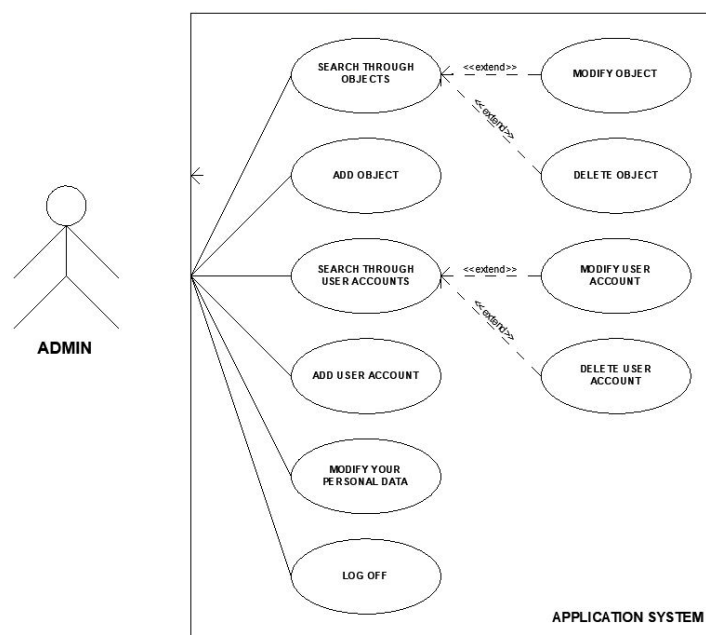 SEARCH THROUGH
OBJECTS
<<extend>>
MODIFY OBJECT
<<extend>>
ADD OBJECT
DELETE OBJECT
SEARCH THROUGH
USER ACCOUNTS
<<extend>>
MODIFY USER
ACCOUNT
<<extend>>
ADMIN
ADD USER ACCOUNT
DELETE USER
ACCOUNT
MODIFY YOUR
PERSONAL DATA
LOG OFF
APPLICATION SYSTEM